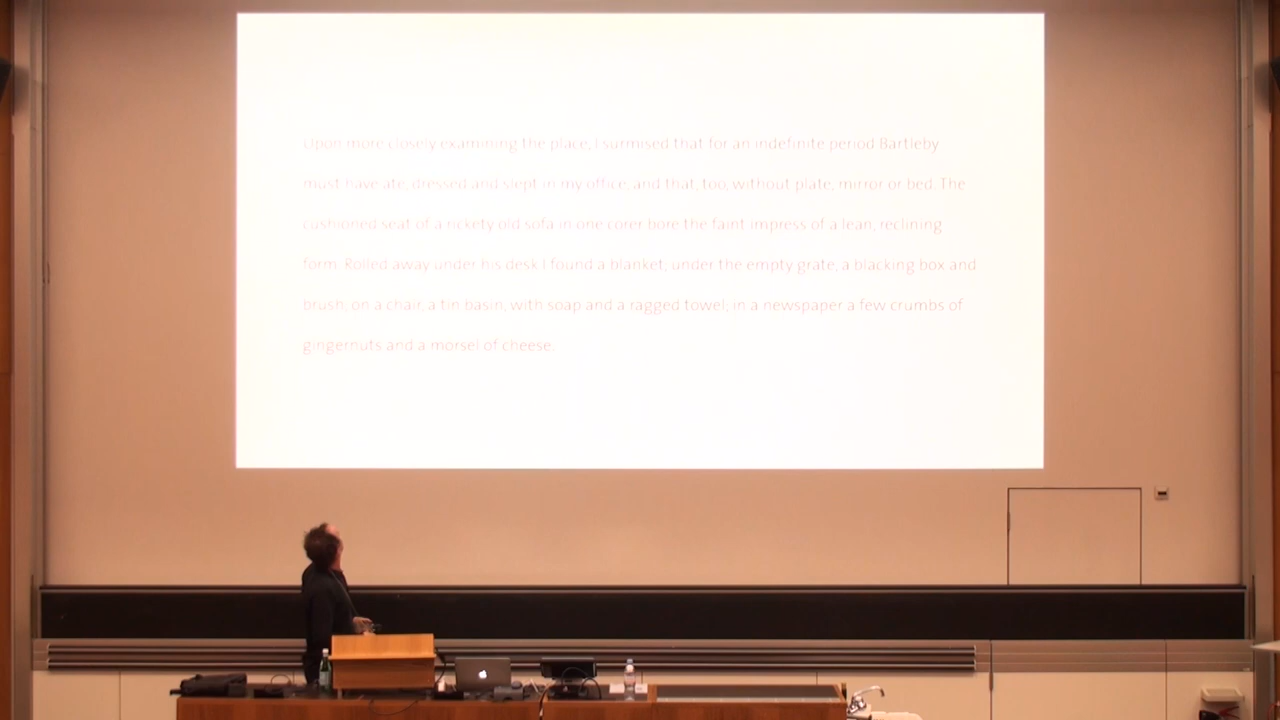 Upon more closely examining the place, I surmised that for an indefinite period Bartleby
must have ate, dressed and slept in my office, and that, too, without plate, mirror or bed. The
cushioned seat of a rickety old sofa in one corer bore the faint impress of a lean, reclining
form. Rolled away under his desk I found a blanket; under the empty grate, a blacking box and
brush; on a chair, a tin basin, with soap and a ragged towel; in a newspaper a few crumbs of
gingernuts and a morsel of cheese.